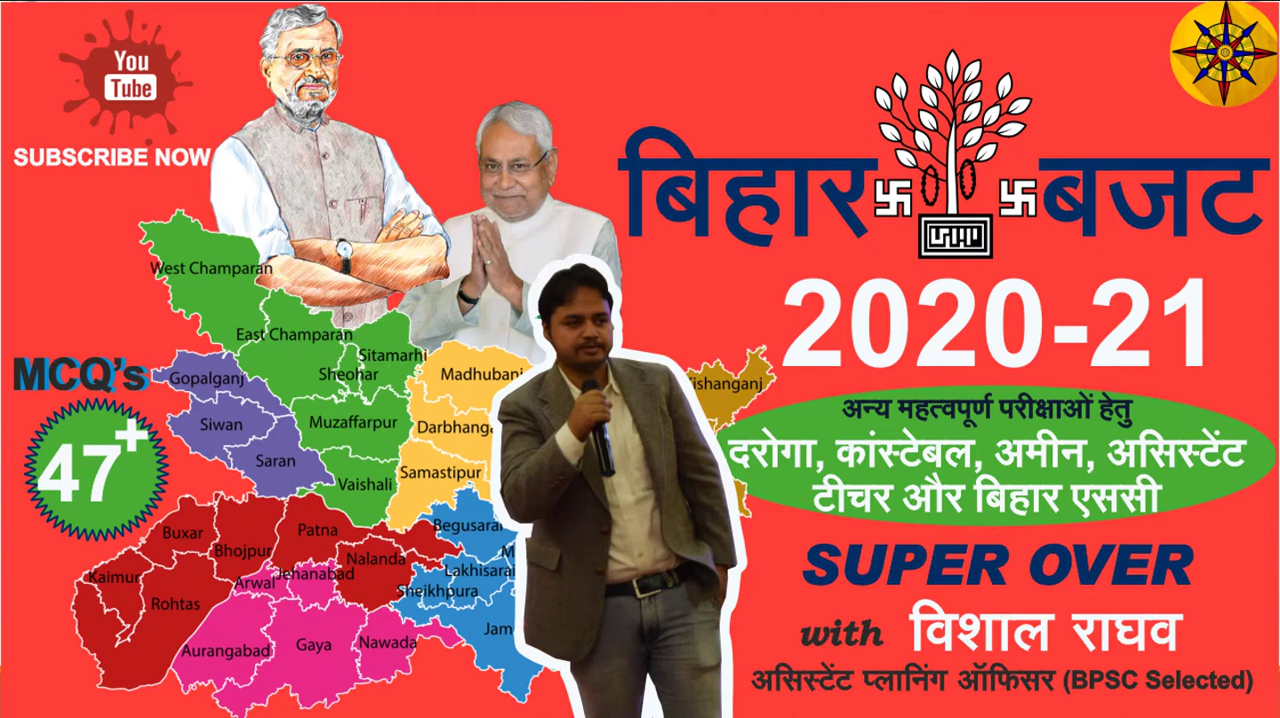 You
Tube
SUBSCRIBE NOW
बिहार बजट
2020-21
MCQ's
47+
अन्य महत्वपूर्ण परीक्षाओं हेतु
दरोगा, कांस्टेबल, अमीन, असिस्टेंट
टीचर और बिहार एससी
SUPER OVER
with विशाल राघव
असिस्टेंट प्लानिंग ऑफिसर (BPSC Selected)
West Champaran
East Champaran
Sitamarhi
Sheohar
Gopalganj
Madhubani
Siwan
Muzaffarpur
Saran
Vaishali
Samastipur
Buxar
Patna
Bhojpur
Nalanda
Kaimur
Arwal
Jehanabad
Sheikhpura
Rohtas
Aurangabad
Gaya
Nawada